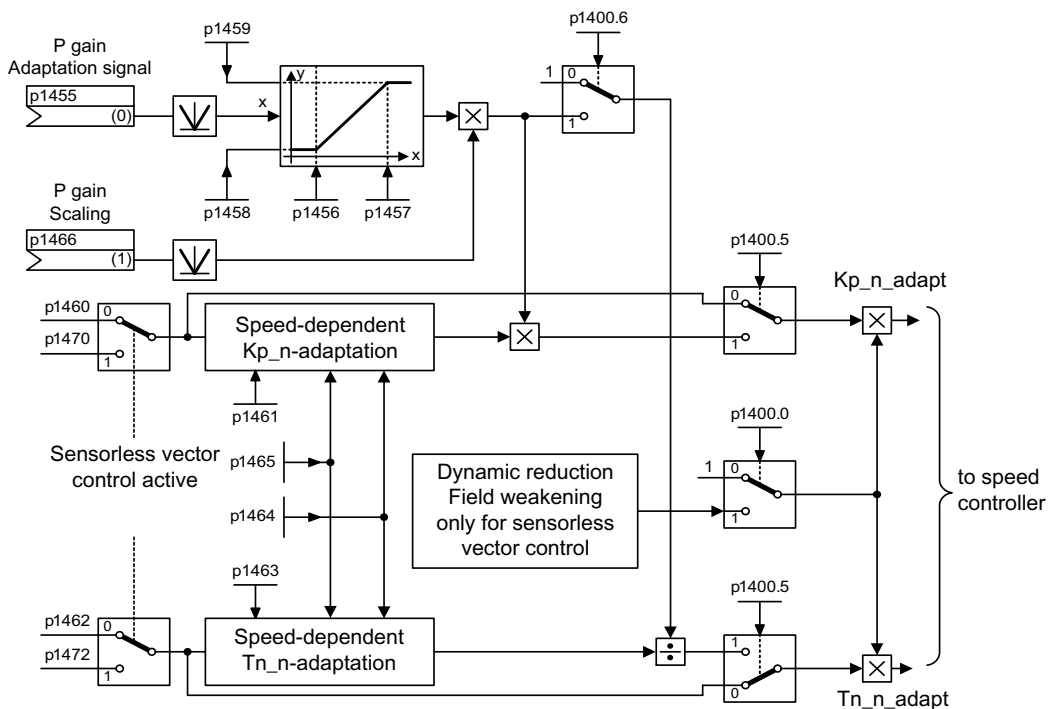 p1400.6
p1459
P gain
Adaptation signal
p1455
(0)
x
y
x
1
0
1
p1458
p1456
p1457
P gain
Scaling
p1466
(1)
p1400.5
Kp_n_adapt
p1460
0
p1470
1
Speed-dependent
Kp_n-adaptation
0
1
p1461
p1400.0
Sensorless vector
control active
p1465
p1464
Dynamic reduction
Field weakening
only for sensorless
vector control
1
0
1
to speed
controller
p1463
p1400.5
p1462
0
p1472
1
Speed-dependent
Tn_n-adaptation
1
0
Tn_n_adapt